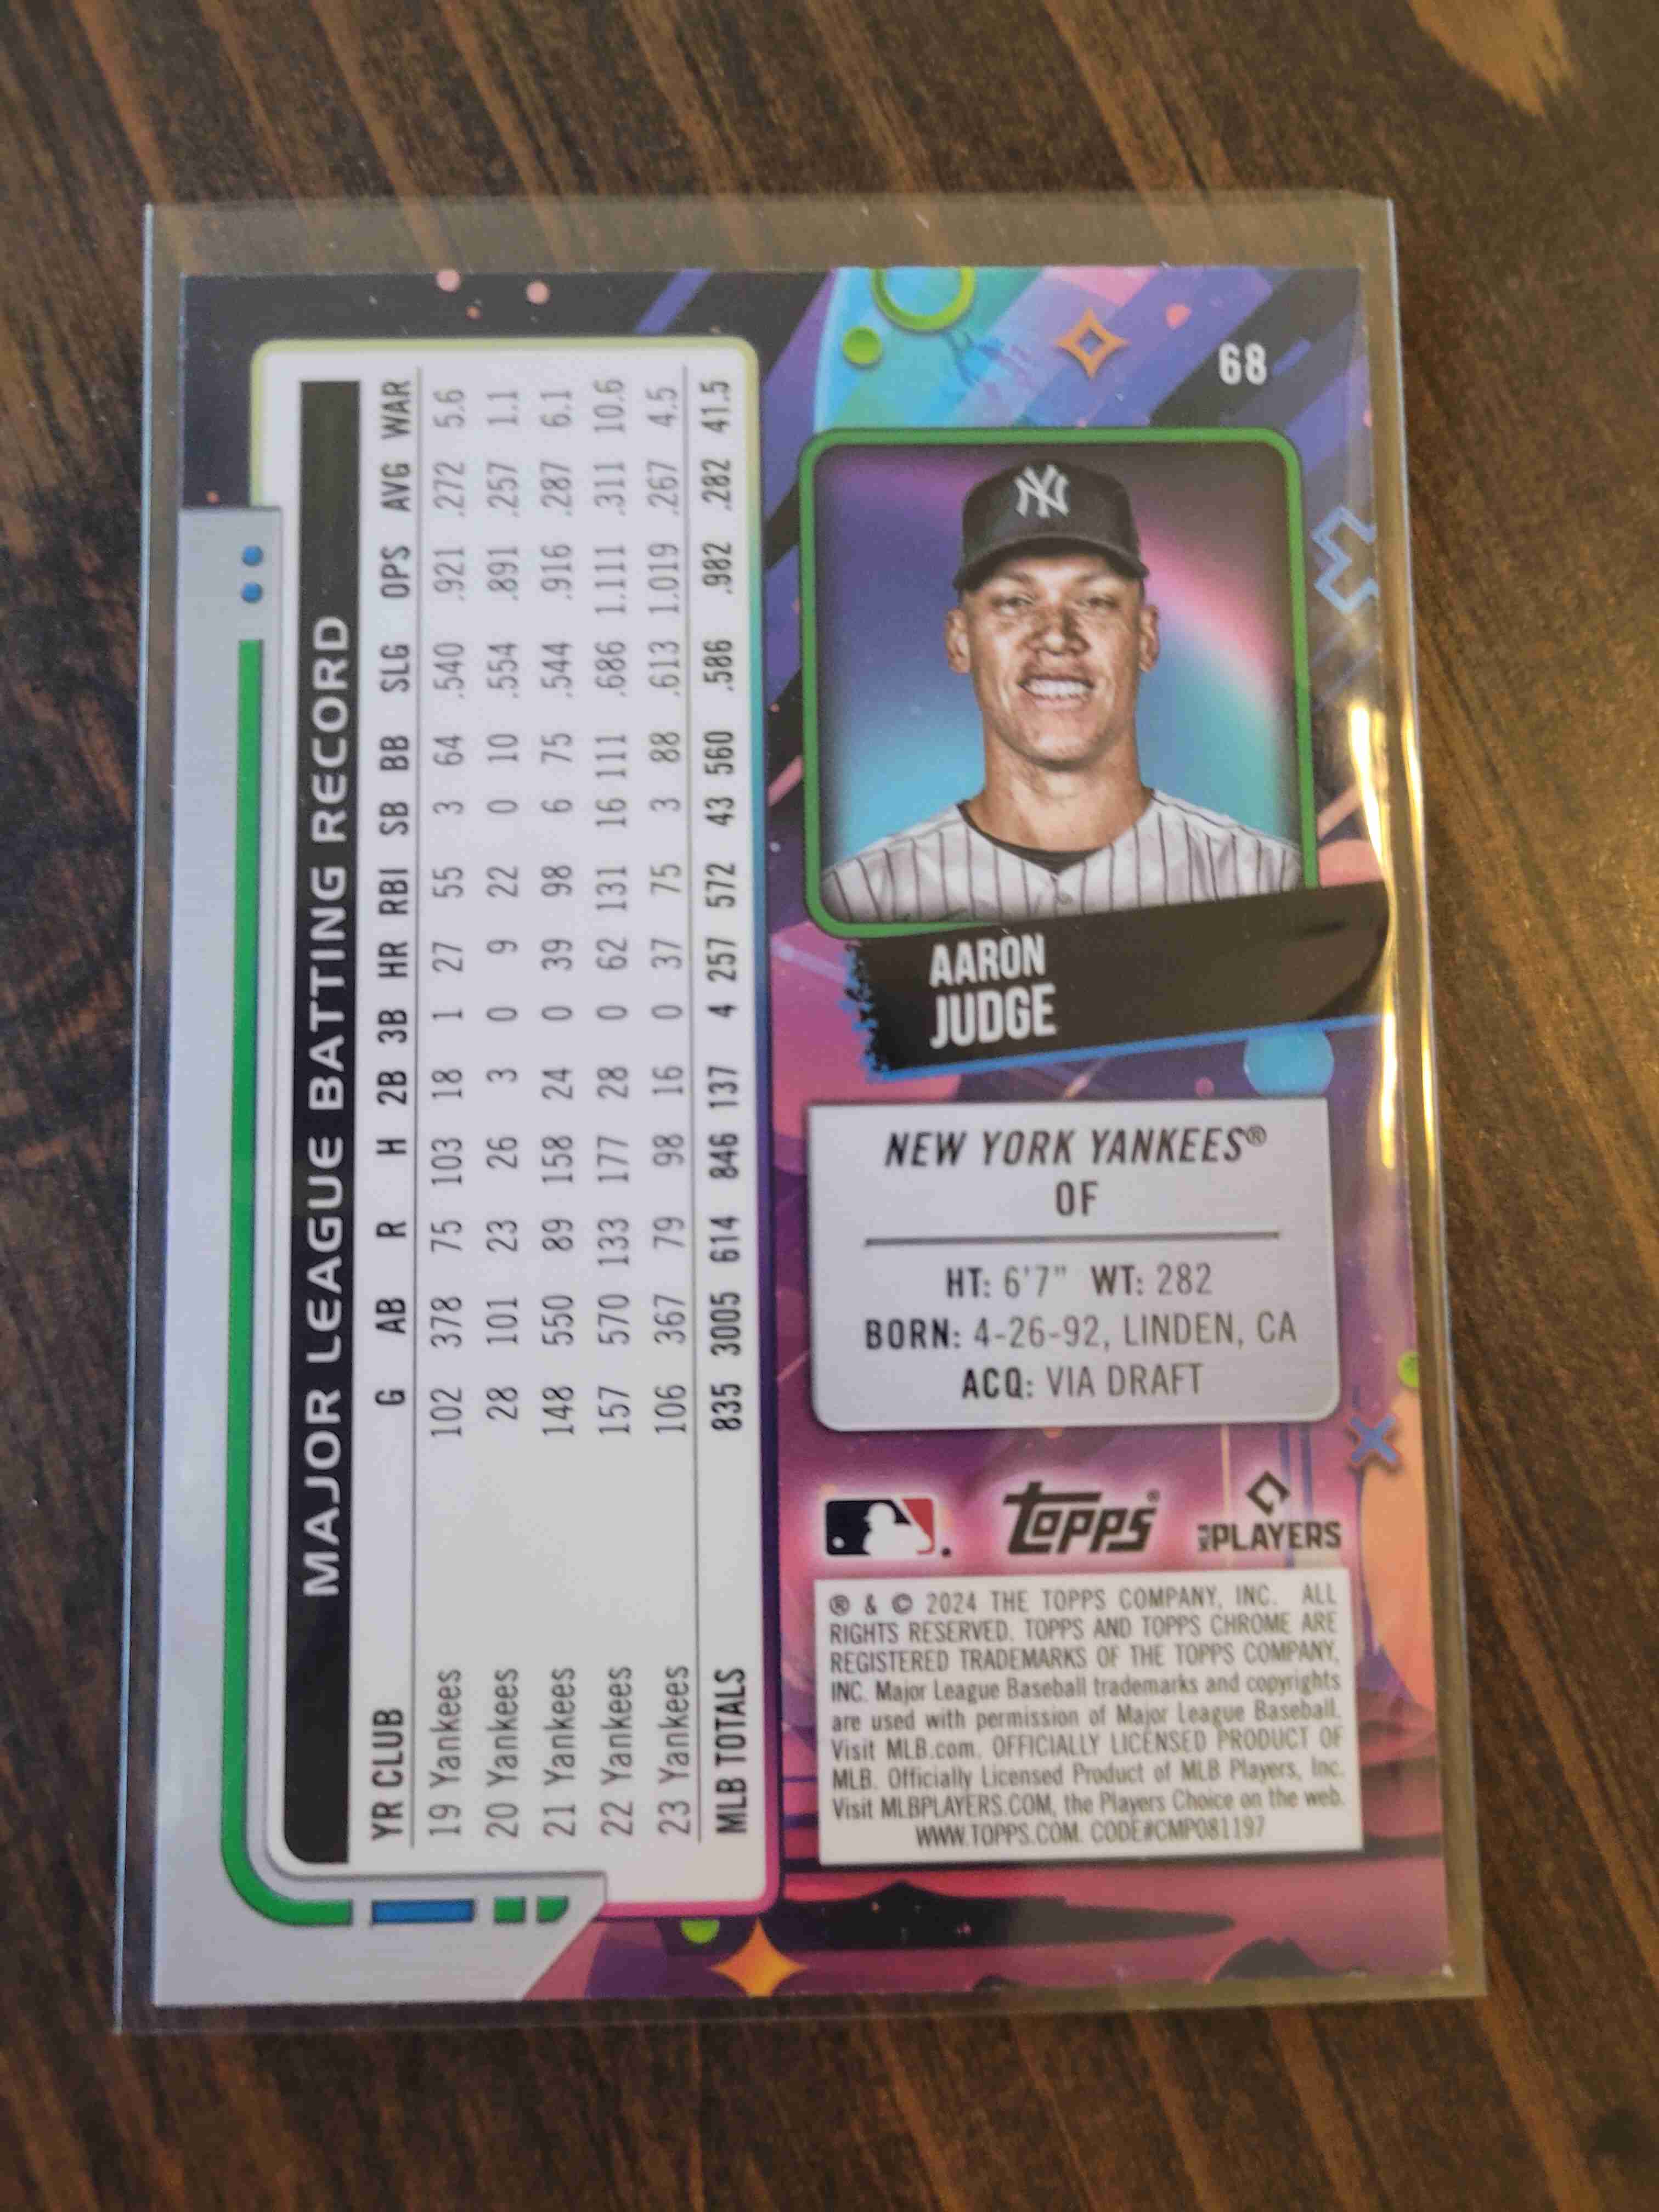 68
NY
AARON
JUDGE
NEW YORK YANKEES®
OF
HT: 6'7" WT: 282
BORN: 4-26-92, LINDEN, CA
ACQ: VIA DRAFT
topps®
PLAYERS
® & © 2024 THE TOPPS COMPANY, INC. ALL
RIGHTS RESERVED. TOPPS AND TOPPS CHROME ARE
REGISTERED TRADEMARKS OF THE TOPPS COMPANY,
INC. Major League Baseball trademarks and copyrights
are used with permission of Major League Baseball.
Visit MLB.com. OFFICIALLY LICENSED PRODUCT OF
MLB. Officially Licensed Product of MLB Players, Inc.
Visit MLBPLAYERS.COM, the Players Choice on the web.
WWW.TOPPS.COM. CODE#CMP081197
MAJOR LEAGUE BATTING RECORD
YR CLUB G AB R H 2B 3B HR RBI SB BB SLG OPS AVG WAR
19 Yankees 102 378 75 103 18 1 27 55 3 64 .540 .921 .272 5.6
20 Yankees 28 101 23 26 3 0 9 22 0 10 .554 .891 .257 1.1
21 Yankees 148 550 89 158 24 0 39 98 6 75 .544 .916 .287 6.1
22 Yankees 157 570 133 177 28 0 62 131 16 111 .686 1.111 .311 10.6
23 Yankees 106 367 79 98 16 0 37 75 3 88 .613 1.019 .267 4.5
MLB TOTALS 835 3005 614 846 137 4 257 572 43 560 .586 .982 .282 41.5